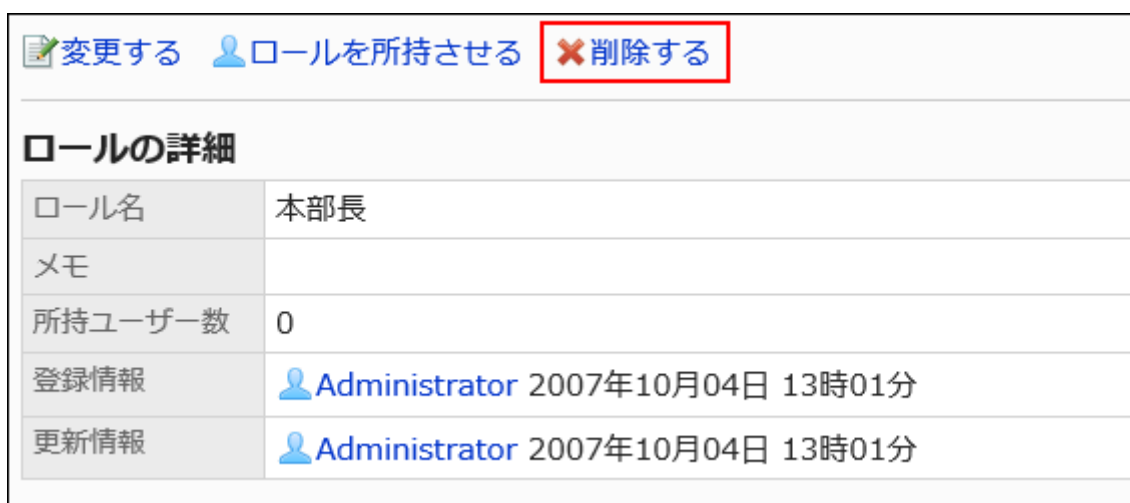 変更する ロールを所持させる 削除する
ロールの詳細
ロール名 本部長
メモ
所持ユーザー数 0
登録情報 Administrator 2007年10月04日 13時01分
更新情報 Administrator 2007年10月04日 13時01分